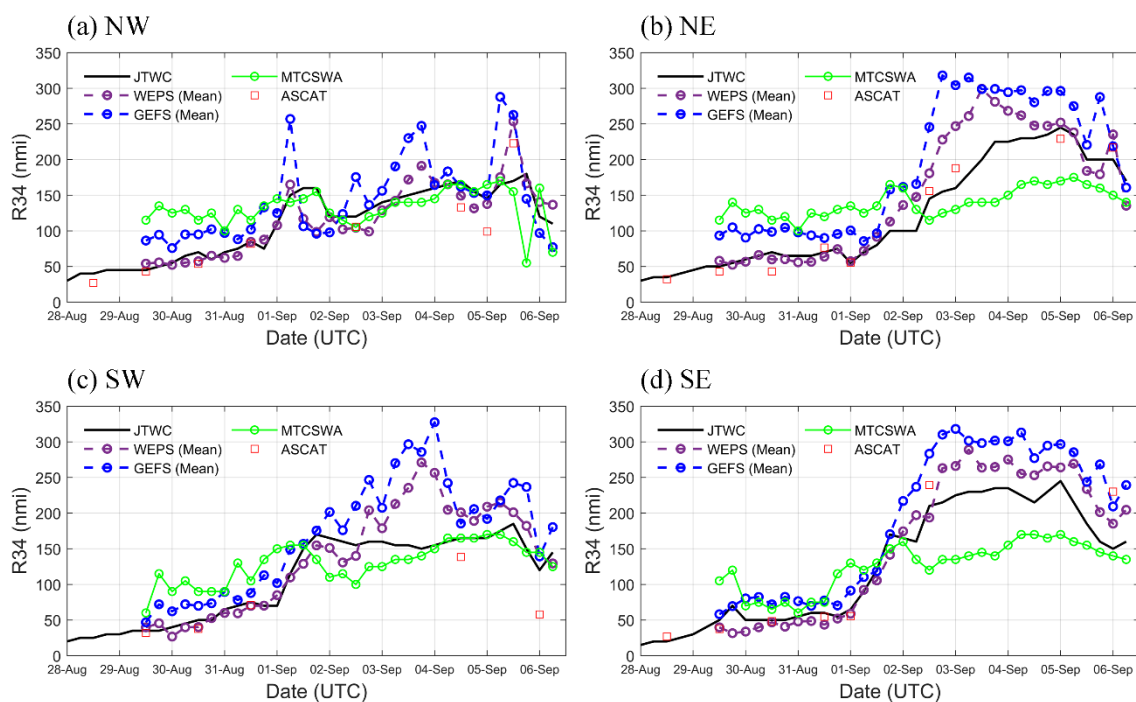 (a) NW
350
300
250
200
150
100
50
0
R34 (nmi)
JTWC
WEPS (Mean)
GEFS (Mean)
MTCSWA
ASCAT
28-Aug 29-Aug 30-Aug 31-Aug 01-Sep 02-Sep 03-Sep 04-Sep 05-Sep 06-Sep
Date (UTC)
(b) NE
350
300
250
200
150
100
50
0
R34 (nmi)
JTWC
WEPS (Mean)
GEFS (Mean)
MTCSWA
ASCAT
28-Aug 29-Aug 30-Aug 31-Aug 01-Sep 02-Sep 03-Sep 04-Sep 05-Sep 06-Sep
Date (UTC)
(c) SW
350
300
250
200
150
100
50
0
R34 (nmi)
JTWC
WEPS (Mean)
GEFS (Mean)
MTCSWA
ASCAT
28-Aug 29-Aug 30-Aug 31-Aug 01-Sep 02-Sep 03-Sep 04-Sep 05-Sep 06-Sep
Date (UTC)
(d) SE
350
300
250
200
150
100
50
0
R34 (nmi)
JTWC
WEPS (Mean)
GEFS (Mean)
MTCSWA
ASCAT
28-Aug 29-Aug 30-Aug 31-Aug 01-Sep 02-Sep 03-Sep 04-Sep 05-Sep 06-Sep
Date (UTC)